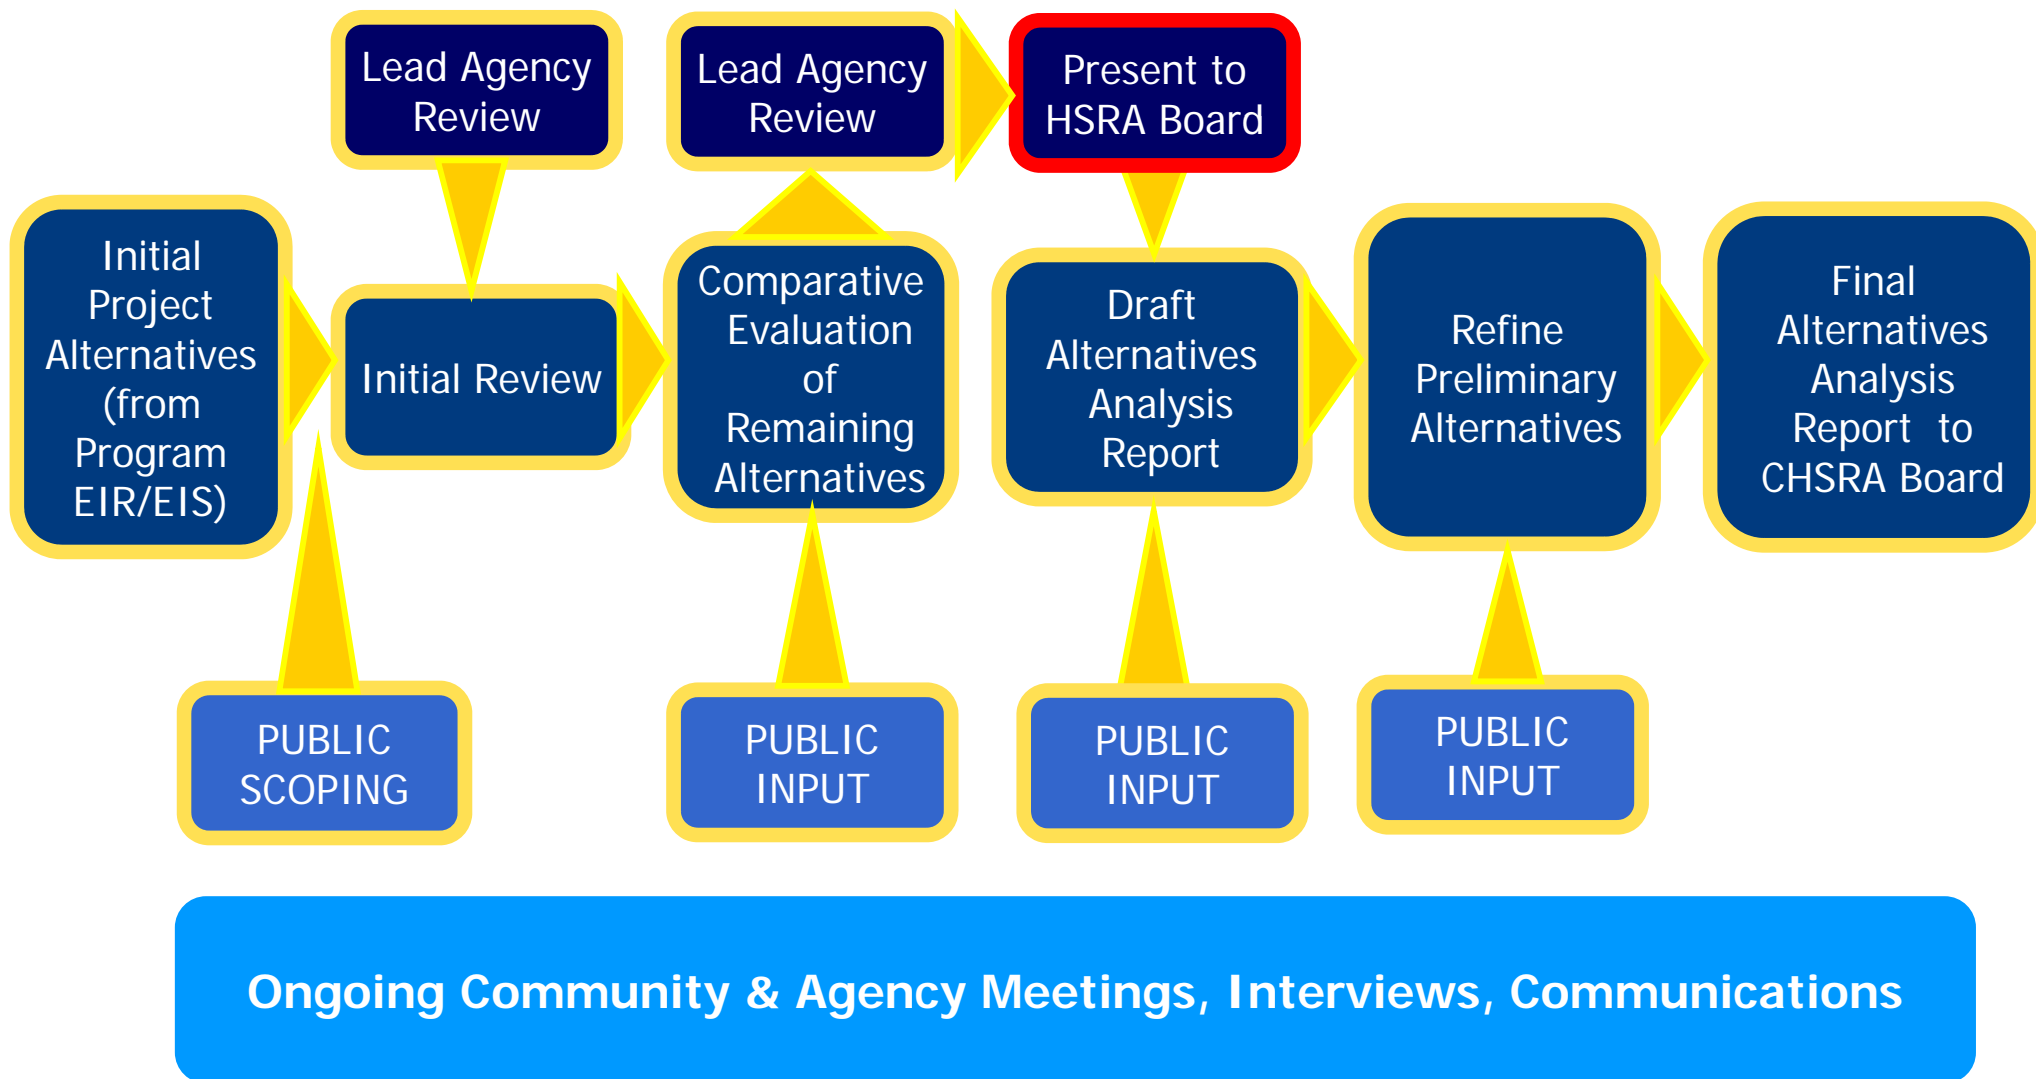 Lead Agency
Review
Lead Agency
Review
Present to
HSRA Board
Initial
Project
Alternatives
(from
Program
EIR/EIS)
Initial Review
Comparative
Evaluation
of
Remaining
Alternatives
Draft
Alternatives
Analysis
Report
Refine
Preliminary
Alternatives
Final
Alternatives
Analysis
Report to
CHSRA Board
PUBLIC
SCOPING
PUBLIC
INPUT
PUBLIC
INPUT
PUBLIC
INPUT
Ongoing Community & Agency Meetings, Interviews, Communications